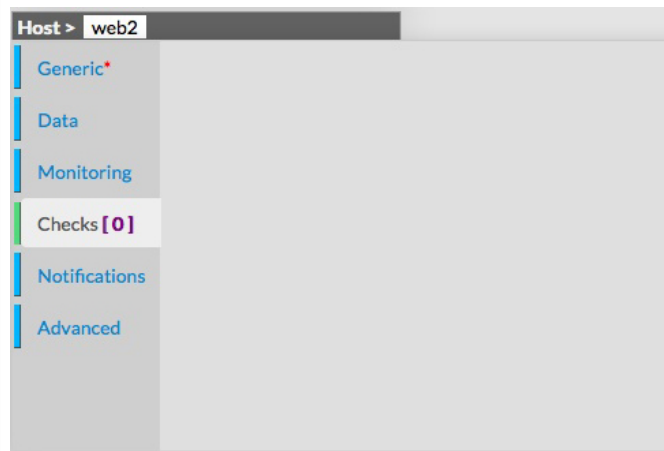 Host > web2
Generic*
Data
Monitoring
Checks [ 0 ]
Notifications
Advanced